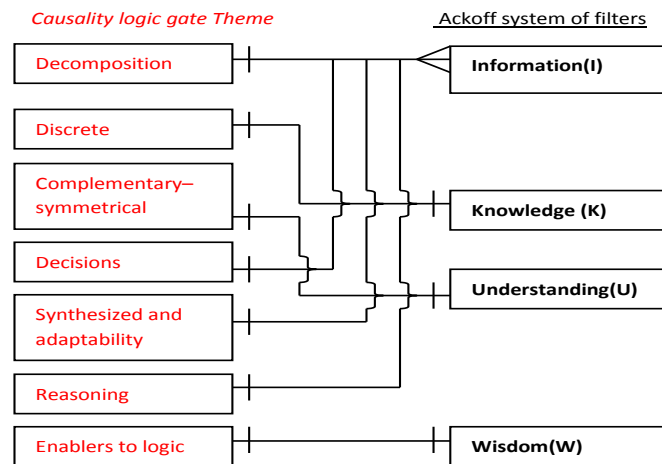 Causality logic gate Theme
Ackoff system of filters
Decomposition
Information(I)
Discrete
Complementary–
symmetrical
Knowledge (K)
Decisions
Understanding(U)
Synthesized and
adaptability
Reasoning
Enablers to logic
Wisdom(W)